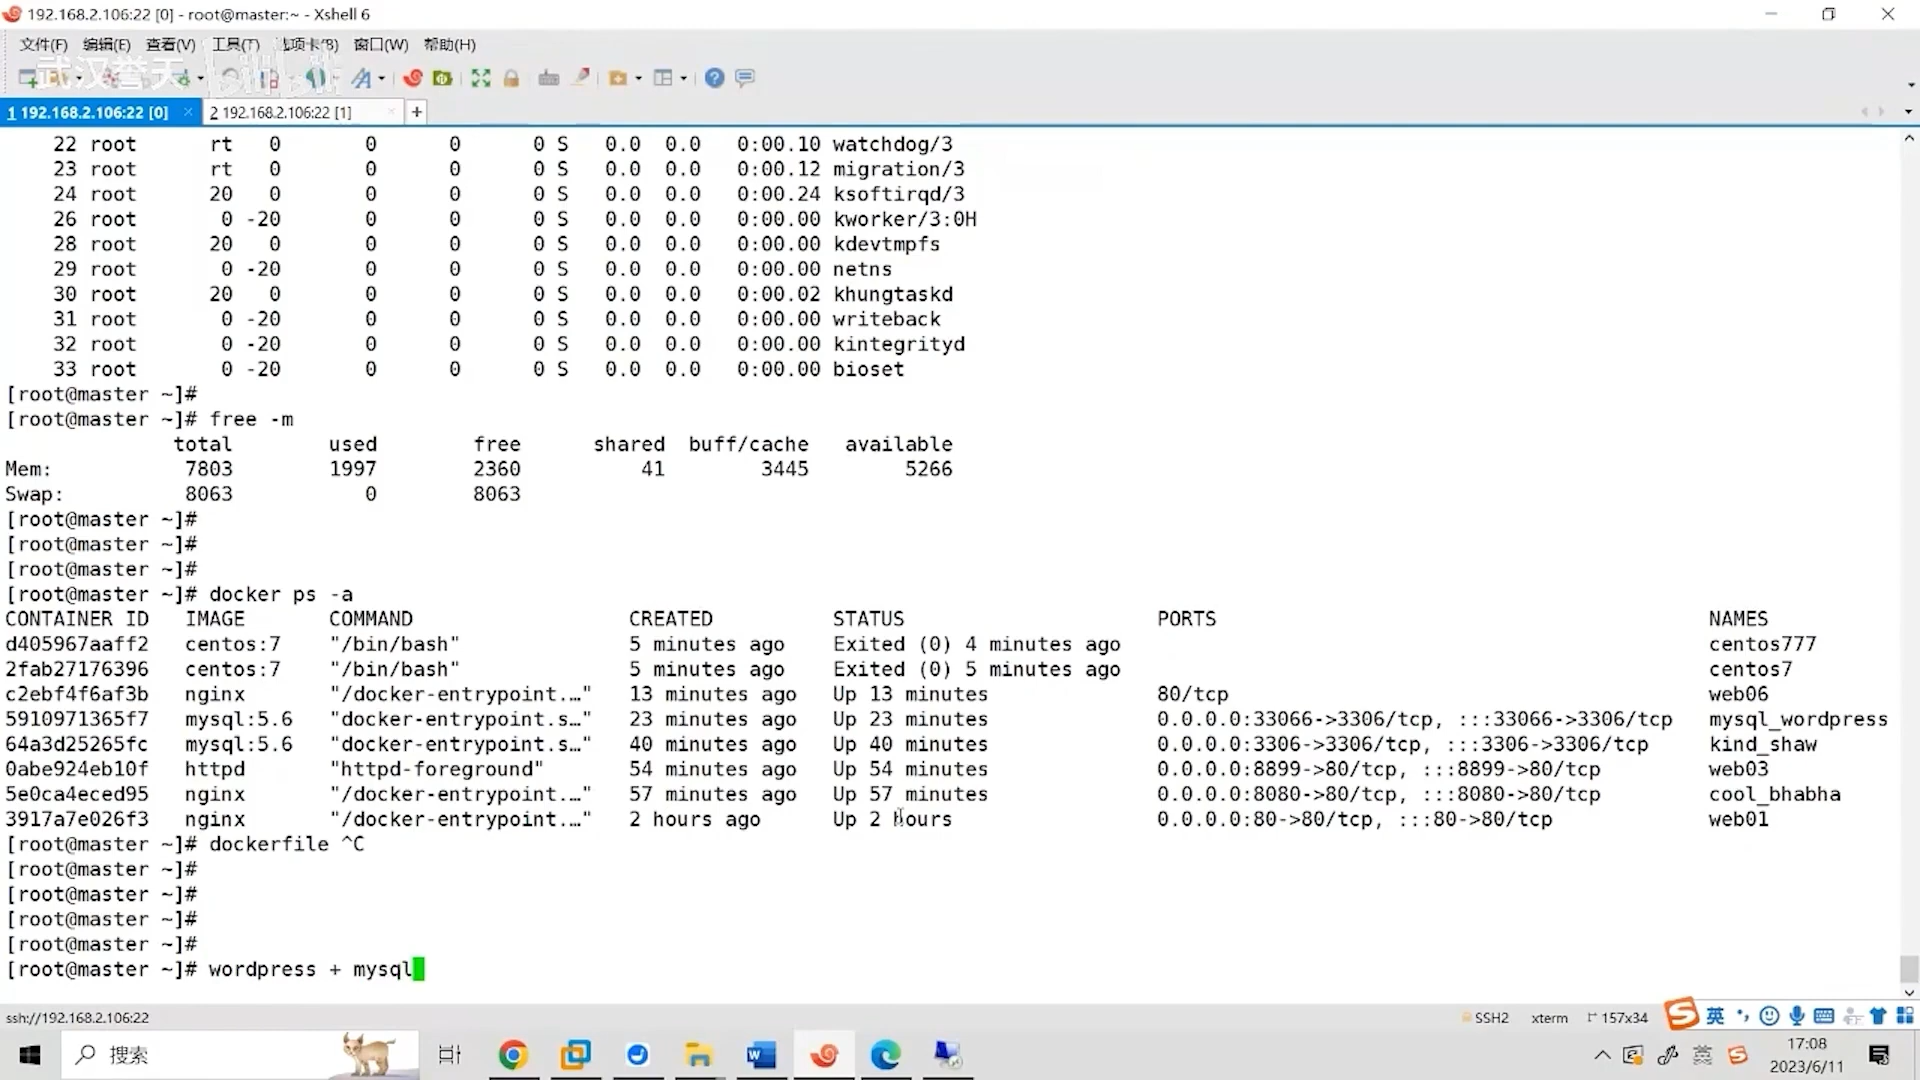 192.168.2.106:22 [0] - root@master:~ - Xshell 6
文件(F) 编辑(E) 查看(V) 工具(T) 选项卡(B) 窗口(W) 帮助(H)
武汉誉天 bilibili
1 192.168.2.106:22 [0] × 2 192.168.2.106:22 [1] × +
22 root rt 0 0 0 0 S 0.0 0.0 0:00.10 watchdog/3
23 root rt 0 0 0 0 S 0.0 0.0 0:00.12 migration/3
24 root 20 0 0 0 0 S 0.0 0.0 0:00.24 ksoftirqd/3
26 root 0 -20 0 0 0 S 0.0 0.0 0:00.00 kworker/3:0H
28 root 20 0 0 0 0 S 0.0 0.0 0:00.00 kdevtmpfs
29 root 0 -20 0 0 0 S 0.0 0.0 0:00.00 netns
30 root 20 0 0 0 0 S 0.0 0.0 0:00.02 khungtaskd
31 root 0 -20 0 0 0 S 0.0 0.0 0:00.00 writeback
32 root 0 -20 0 0 0 S 0.0 0.0 0:00.00 kintegrityd
33 root 0 -20 0 0 0 S 0.0 0.0 0:00.00 bioset
[root@master ~]#
[root@master ~]# free -m
total used free shared buff/cache available
Mem: 7803 1997 2360 41 3445 5266
Swap: 8063 0 8063
[root@master ~]#
[root@master ~]#
[root@master ~]#
[root@master ~]# docker ps -a
CONTAINER ID IMAGE COMMAND CREATED STATUS PORTS NAMES
d405967aaff2 centos:7 "/bin/bash" 5 minutes ago Exited (0) 4 minutes ago centos777
2fab27176396 centos:7 "/bin/bash" 5 minutes ago Exited (0) 5 minutes ago centos7
c2ebf4f6af3b nginx "/docker-entrypoint.…" 13 minutes ago Up 13 minutes 80/tcp web06
5910971365f7 mysql:5.6 "docker-entrypoint.s…" 23 minutes ago Up 23 minutes 0.0.0.0:33066->3306/tcp, :::33066->3306/tcp mysql_wordpress
64a3d25265fc mysql:5.6 "docker-entrypoint.s…" 40 minutes ago Up 40 minutes 0.0.0.0:3306->3306/tcp, :::3306->3306/tcp kind_shaw
0abe924eb10f httpd "httpd-foreground" 54 minutes ago Up 54 minutes 0.0.0.0:8899->80/tcp, :::8899->80/tcp web03
5e0ca4eced95 nginx "/docker-entrypoint.…" 57 minutes ago Up 57 minutes 0.0.0.0:8080->80/tcp, :::8080->80/tcp cool_bhabha
3917a7e026f3 nginx "/docker-entrypoint.…" 2 hours ago Up 2 hours 0.0.0.0:80->80/tcp, :::80->80/tcp web01
[root@master ~]# dockerfile ^C
[root@master ~]#
[root@master ~]#
[root@master ~]#
[root@master ~]#
[root@master ~]# wordpress + mysql
ssh://192.168.2.106:22 SSH2 xterm 157x34 英
搜索 17:08
2023/6/11